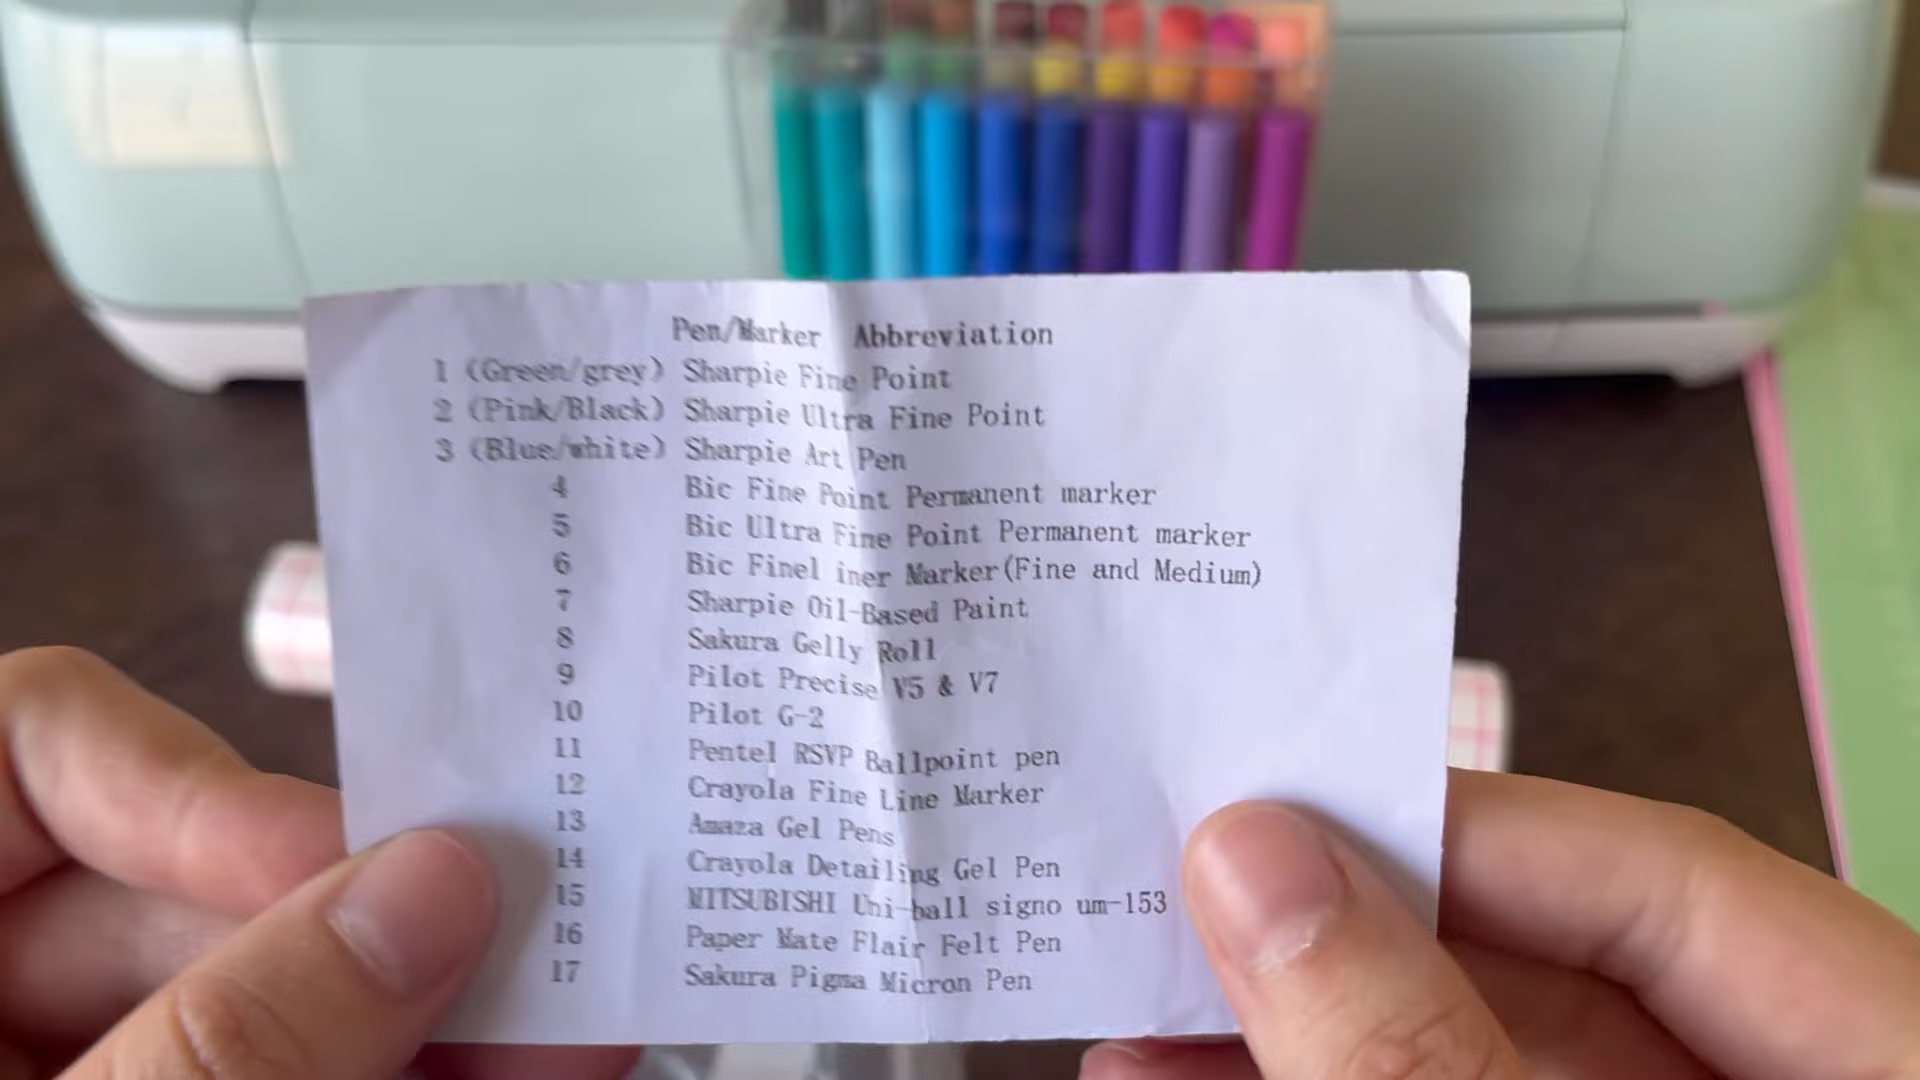 Pen/Marker Abbreviation
1 (Green/grey) Sharpie Fine Point
2 (Pink/Black) Sharpie Ultra Fine Point
3 (Blue/white) Sharpie Art Pen
4 Bic Fine Point Permanent marker
5 Bic Ultra Fine Point Permanent marker
6 Bic Finel iner Marker(Fine and Medium)
7 Sharpie Oil-Based Paint
8 Sakura Gelly Roll
9 Pilot Precise V5 & V7
10 Pilot G-2
11 Pentel RSVP Ballpoint pen
12 Crayola Fine Line Marker
13 Amaza Gel Pens
14 Crayola Detailing Gel Pen
15 MITSUBISHI Uni-ball signo um-153
16 Paper Mate Flair Felt Pen
17 Sakura Pigma Micron Pen